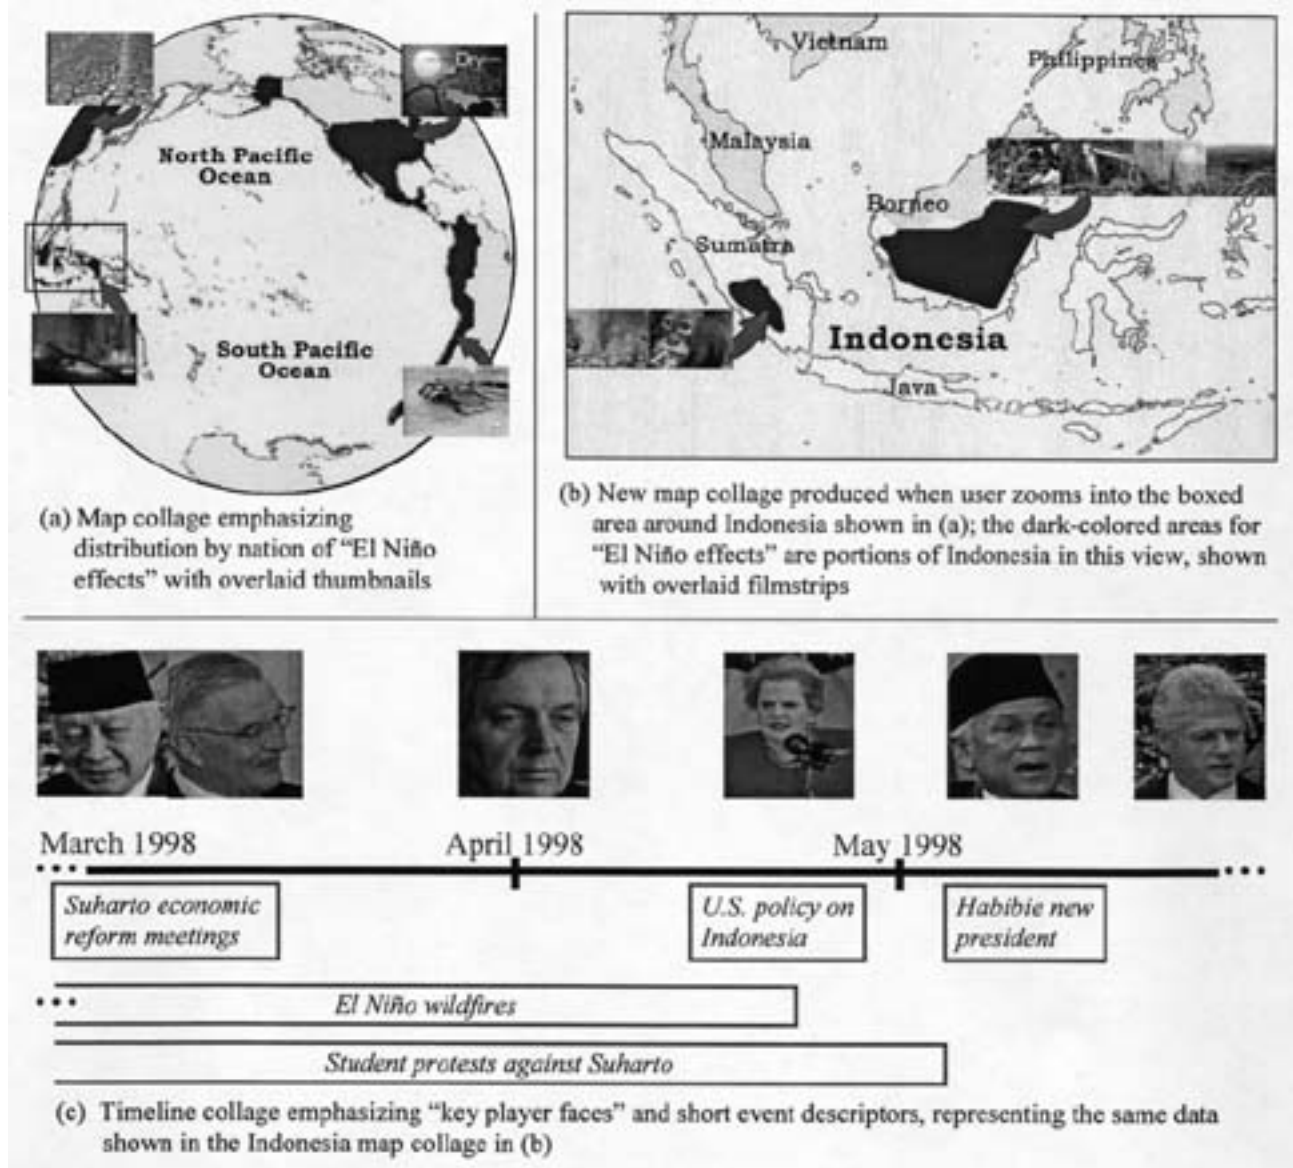 Dry
North Pacific
Ocean
South Pacific
Ocean
(a) Map collage emphasizing
distribution by nation of “El Niño
effects” with overlaid thumbnails
Vietnam
Philippines
Malaysia
Borneo
Sumatra
Indonesia
Java
(b) New map collage produced when user zooms into the boxed
area around Indonesia shown in (a); the dark-colored areas for
“El Niño effects” are portions of Indonesia in this view, shown
with overlaid filmstrips
March 1998
April 1998
May 1998
Suharto economic
reform meetings
U.S. policy on
Indonesia
Habibie new
president
El Niño wildfires
Student protests against Suharto
(c) Timeline collage emphasizing “key player faces” and short event descriptors, representing the same data
shown in the Indonesia map collage in (b)